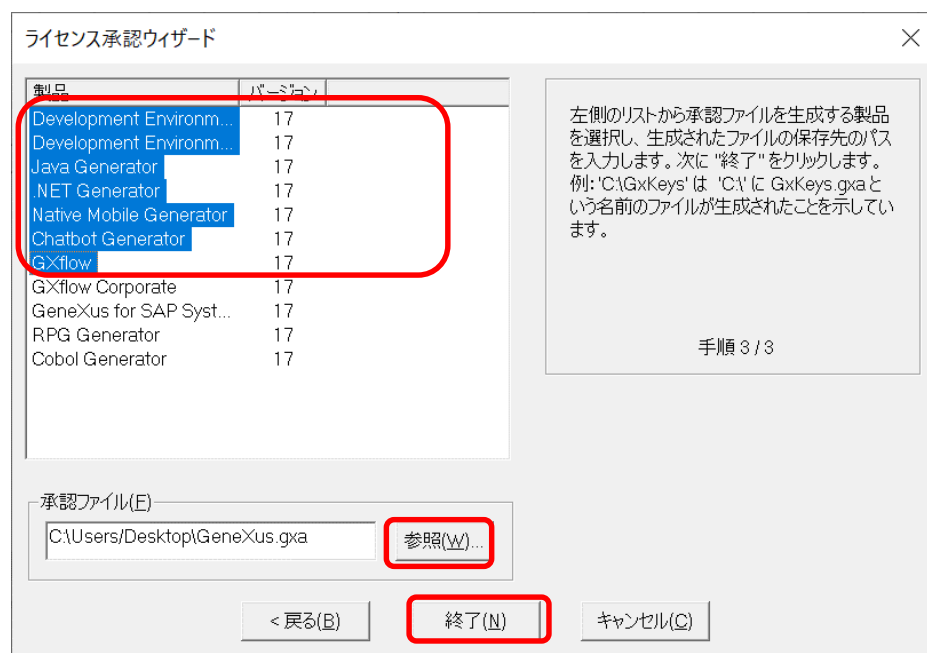 ライセンス承認ウィザード
製品 バージョン
Development Environm... 17
Development Environm... 17
Java Generator 17
.NET Generator 17
Native Mobile Generator 17
Chatbot Generator 17
GXflow 17
GXflow Corporate 17
GeneXus for SAP Syst... 17
RPG Generator 17
Cobol Generator 17
左側のリストから承認ファイルを生成する製品
を選択し、生成されたファイルの保存先のパス
を入力します。次に "終了" をクリックします。
例: 'C:\GxKeys' は 'C:\' に GxKeys.gxa と
いう名前のファイルが生成されたことを示してい
ます。
手順 3 / 3
承認ファイル(F)
C:\Users/Desktop\GeneXus.gxa
参照(W)...
< 戻る(B)
終了(N)
キャンセル(C)